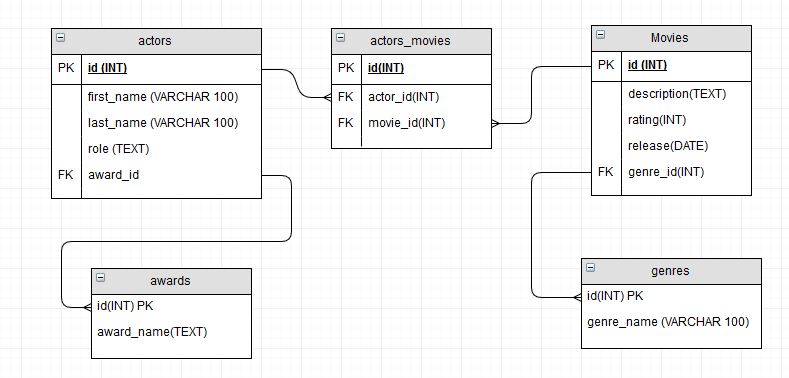 actors
PK id (INT)
first_name (VARCHAR 100)
last_name (VARCHAR 100)
role (TEXT)
FK award_id
actors_movies
PK id(INT)
FK actor_id(INT)
FK movie_id(INT)
Movies
PK id (INT)
description(TEXT)
rating(INT)
release(DATE)
FK genre_id(INT)
awards
id(INT) PK
award_name(TEXT)
genres
id(INT) PK
genre_name (VARCHAR 100)